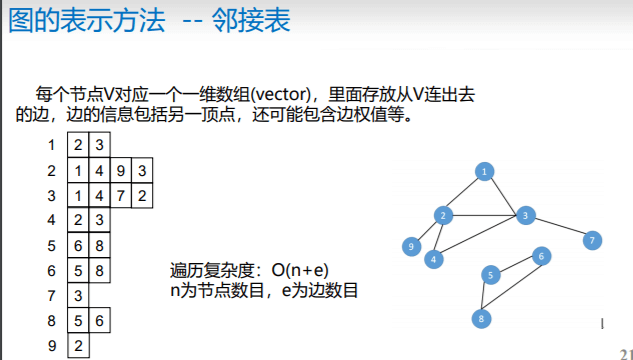 图的表示方法 -- 邻接表
每个节点V对应一个一维数组(vector)，里面存放从V连出去
的边，边的信息包括另一顶点，还可能包含边权值等。
1 2 3
2 1 4 9 3
3 1 4 7 2
4 2 3
5 6 8
6 5 8
7 3
8 5 6
9 2
遍历复杂度：O(n+e)
n为节点数目，e为边数目
1
2 3
9 4 7
5 6
8
21